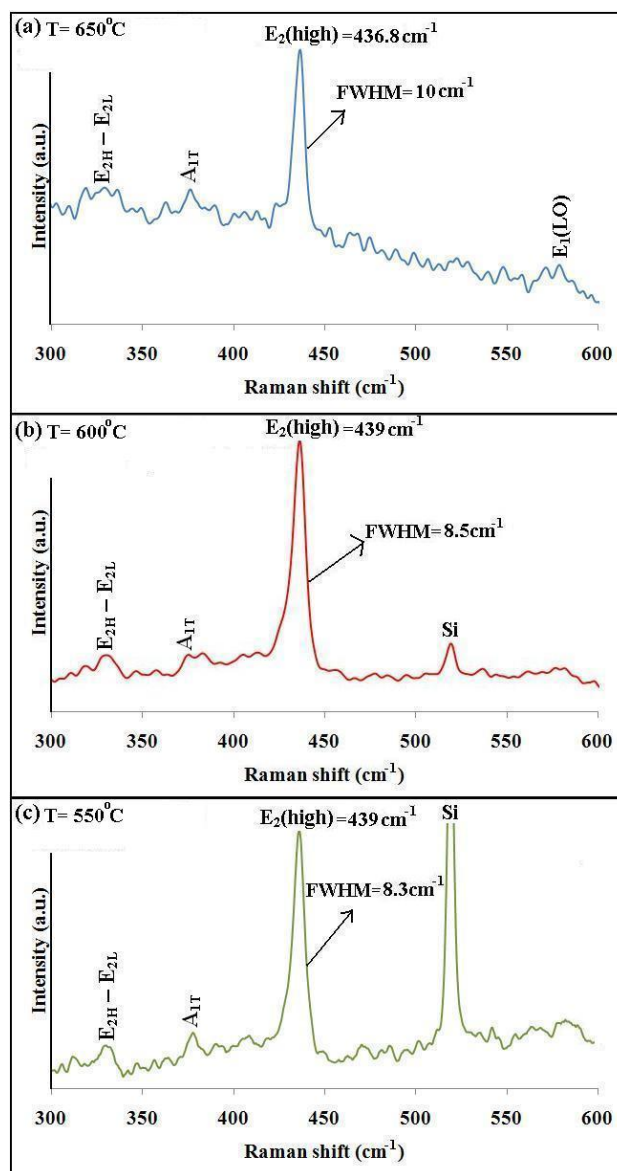 (a) T= 650°C
E₂(high)=436.8 cm⁻¹
FWHM= 10 cm⁻¹
E₂H – E₂L
A₁T
E₁(LO)
Intensity (a.u.)
300 350 400 450 500 550 600
Raman shift (cm⁻¹)
(b) T= 600°C
E₂(high)=439 cm⁻¹
FWHM= 8.5cm⁻¹
E₂H – E₂L
A₁T
Si
Intensity (a.u.)
300 350 400 450 500 550 600
Raman shift (cm⁻¹)
(c) T= 550°C
E₂(high)=439 cm⁻¹
Si
FWHM= 8.3cm⁻¹
E₂H – E₂L
A₁T
Intensity (a.u.)
300 350 400 450 500 550 600
Raman shift (cm⁻¹)